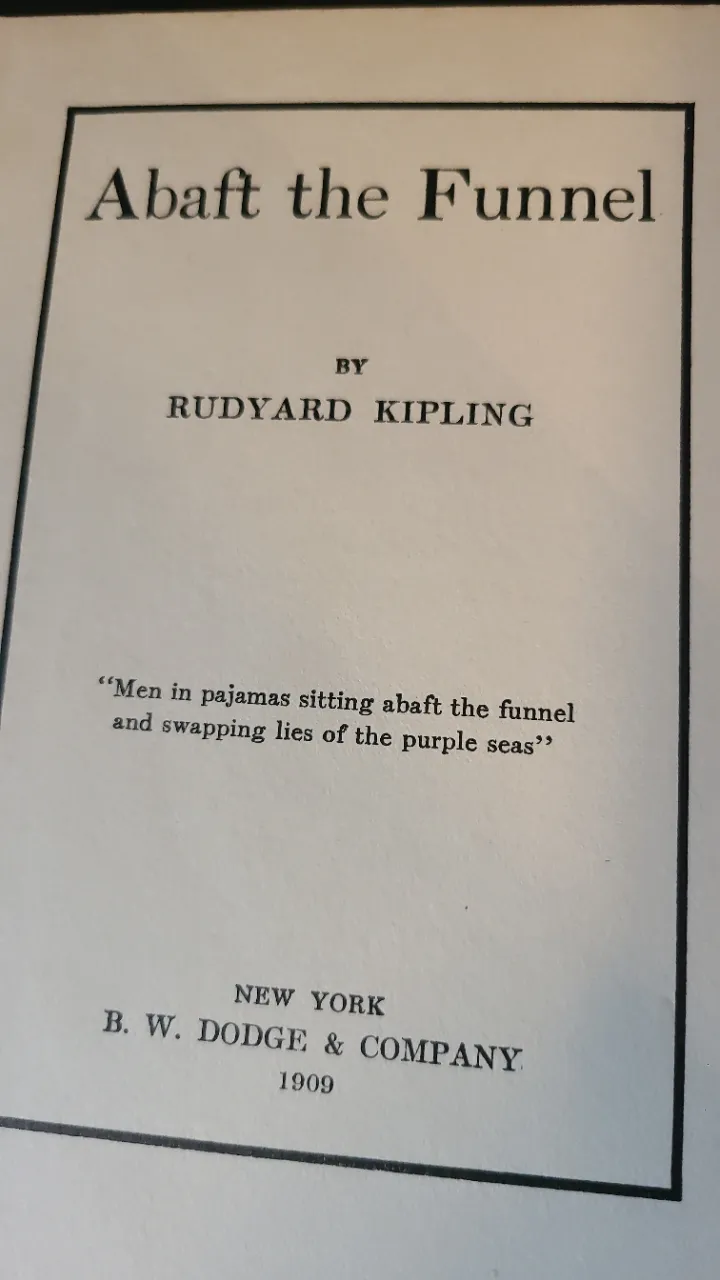 Abaft the Funnel
BY
RUDYARD KIPLING
“Men in pajamas sitting abaft the funnel
and swapping lies of the purple seas”
NEW YORK
B. W. DODGE & COMPANY
1909